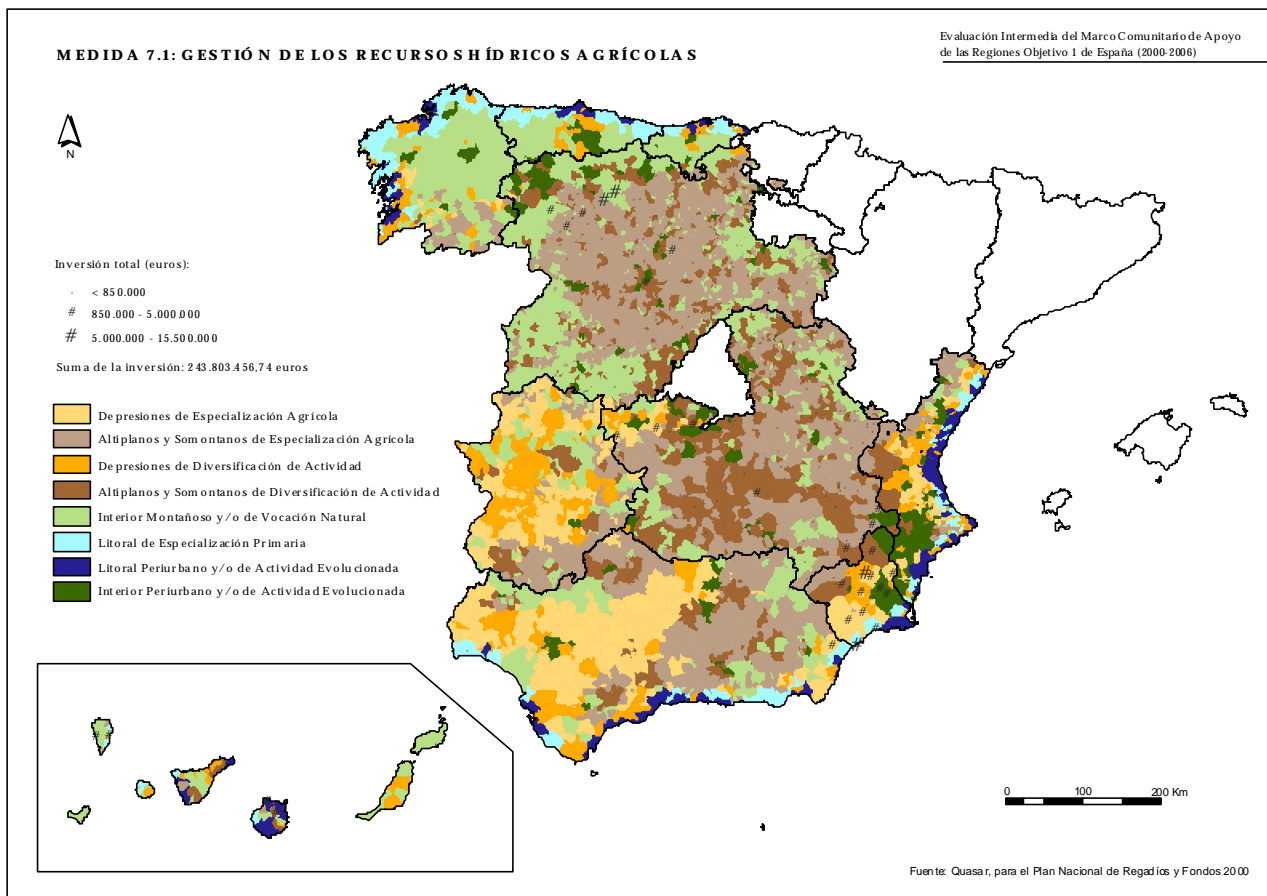 MEDIDA 7.1: GESTIÓN DE LOS RECURSOS HÍDRICOS AGRÍCOLAS
Evaluación Intermedia del Marco Comunitario de Apoyo
de las Regiones Objetivo 1 de España (2000-2006)
N
Inversión total (euros):
< 850.000
# 850.000 - 5.000.000
# 5.000.000 - 15.500.000
Suma de la inversión: 243.803.456,74 euros
Depresiones de Especialización Agrícola
Altiplanos y Somontanos de Especialización Agrícola
Depresiones de Diversificación de Actividad
Altiplanos y Somontanos de Diversificación de Actividad
Interior Montañoso y/o de Vocación Natural
Litoral de Especialización Primaria
Litoral Periurbano y/o de Actividad Evolucionada
Interior Periurbano y/o de Actividad Evolucionada
0 100 200 Km
Fuente: Quasar, para el Plan Nacional de Regadíos y Fondos 2000